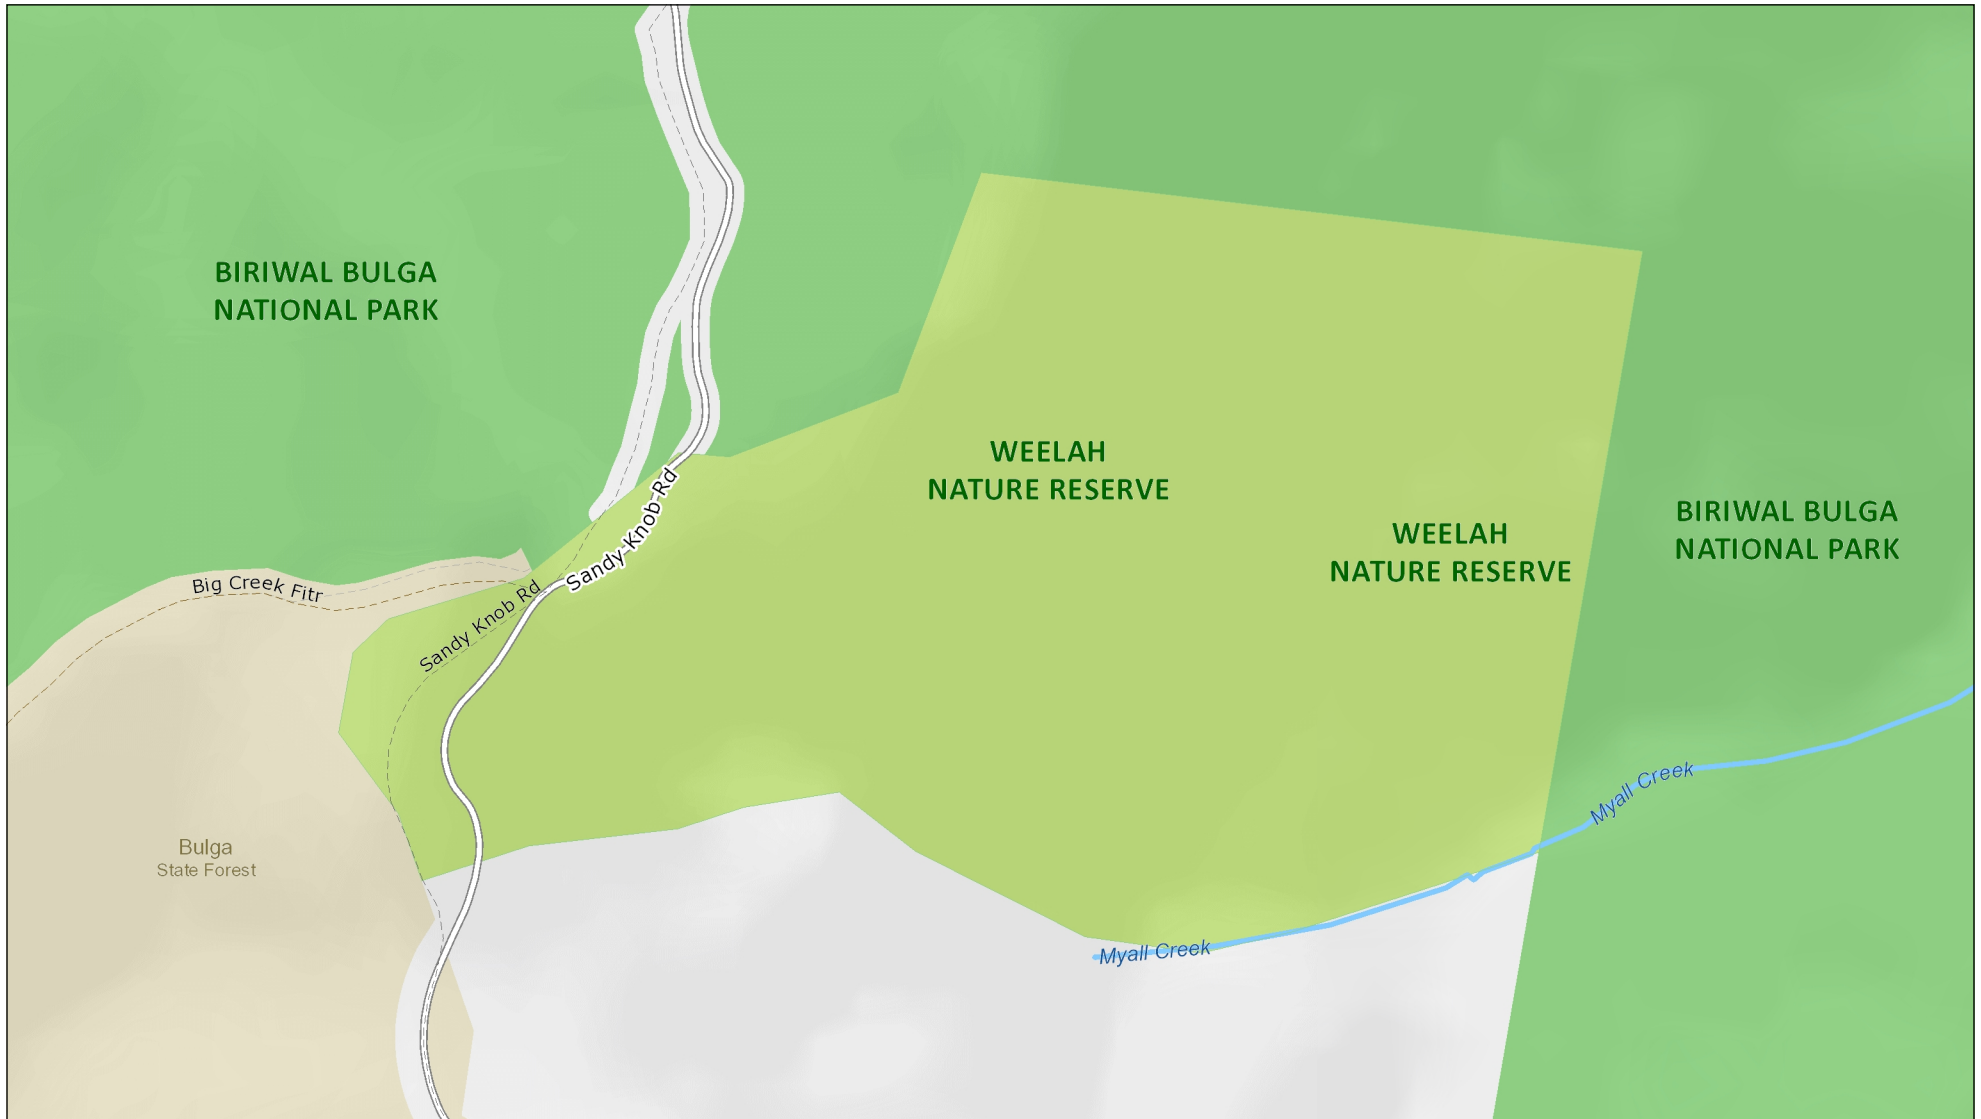 BIRIWAL BULGA
NATIONAL PARK
WEELAH
NATURE RESERVE
Sandy Knob Rd
WEELAH
NATURE RESERVE
BIRIWAL BULGA
NATIONAL PARK
Big Creek Fitr
Sandy Knob Rd
Myall Creek
Bulga
State Forest
Myall Creek